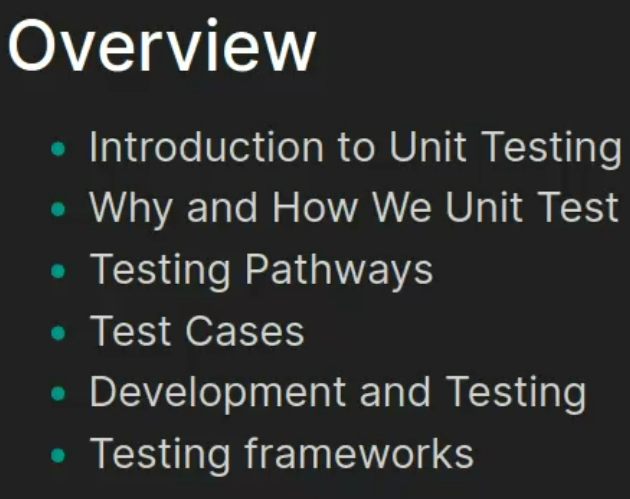 Overview
Introduction to Unit Testing
Why and How We Unit Test
Testing Pathways
Test Cases
Development and Testing
Testing frameworks